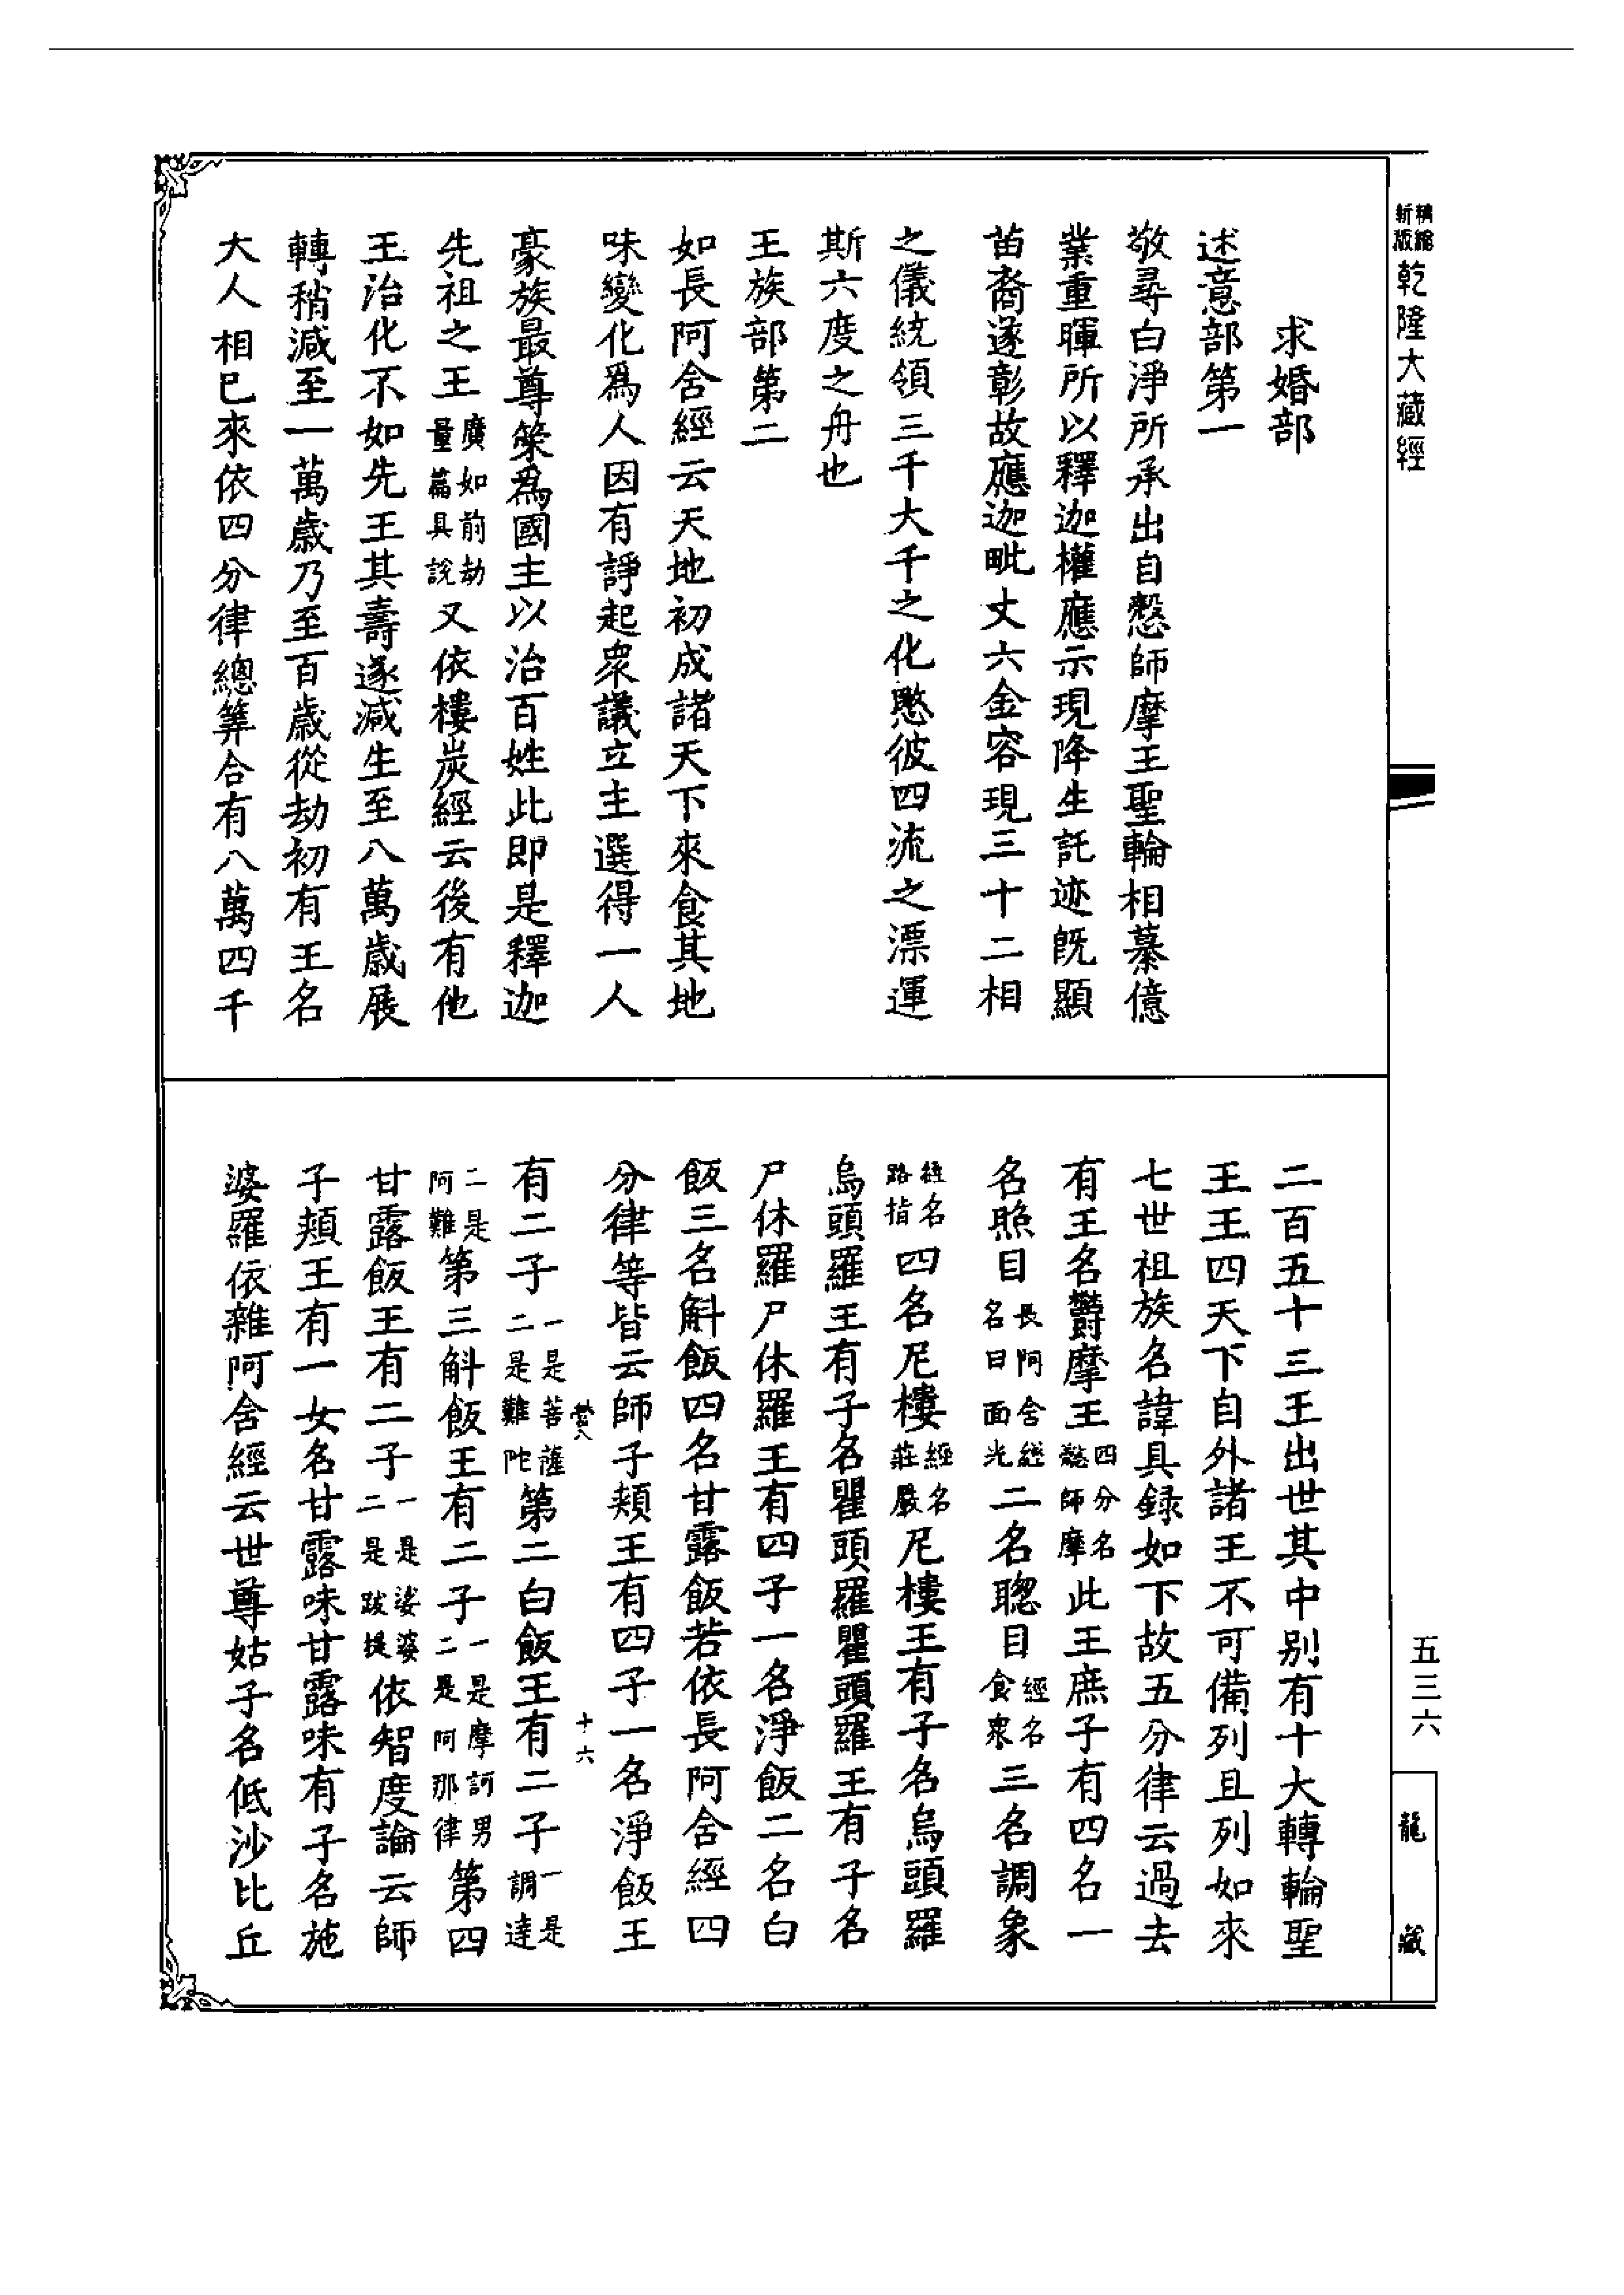 精縮新版乾隆大藏經
求婚部
述意部第一
敬尋白淨所承出自憖師摩王聖輪相纂億
業重暉所以釋迦權應示現降生託迹既顯
苗裔遂彰故應迦毗丈六金容現三十二相
之儀統領三千大千之化愍彼四流之漂運
斯六度之舟也
王族部第二
如長阿含經云天地初成諸天下來食其地
味變化爲人因有諍起衆議立主選得一人
豪族最尊策爲國主以治百姓此即是釋迦
先祖之王廣如前劫量篇具說又依樓炭經云後有他
王治化不如先王其壽遂減生至八萬歲展
轉稍減至一萬歲乃至百歲從劫初有王名
大人相已來依四分律總筭合有八萬四千
二百五十三王出世其中別有十大轉輪聖
王王四天下自外諸王不可備列且列如來
七世祖族名諱具録如下故五分律云過去
有王名鬱摩王四分名憖師摩此王庶子有四名一
名照目長阿含經名曰面光二名聰目經名食衆三名調象
經名路指四名尼樓經名莊嚴尼樓王有子名烏頭羅
烏頭羅王有子名瞿頭羅瞿頭羅王有子名
尸休羅尸休羅王有四子一名淨飯二名白
飯三名斛飯四名甘露飯若依長阿含經四
分律等皆云師子頰王有四子一名淨飯王
十六
有二子一是菩薩二是難陀第二白飯王有二子一是調達
二是阿難第三斛飯王有二子一是摩訶男二是阿那律第四
甘露飯王有二子一是娑婆二是跋提依智度論云師
子頰王有一女名甘露味甘露味有子名施
婆羅依雜阿含經云世尊姑子名低沙比丘
五三六
龍藏